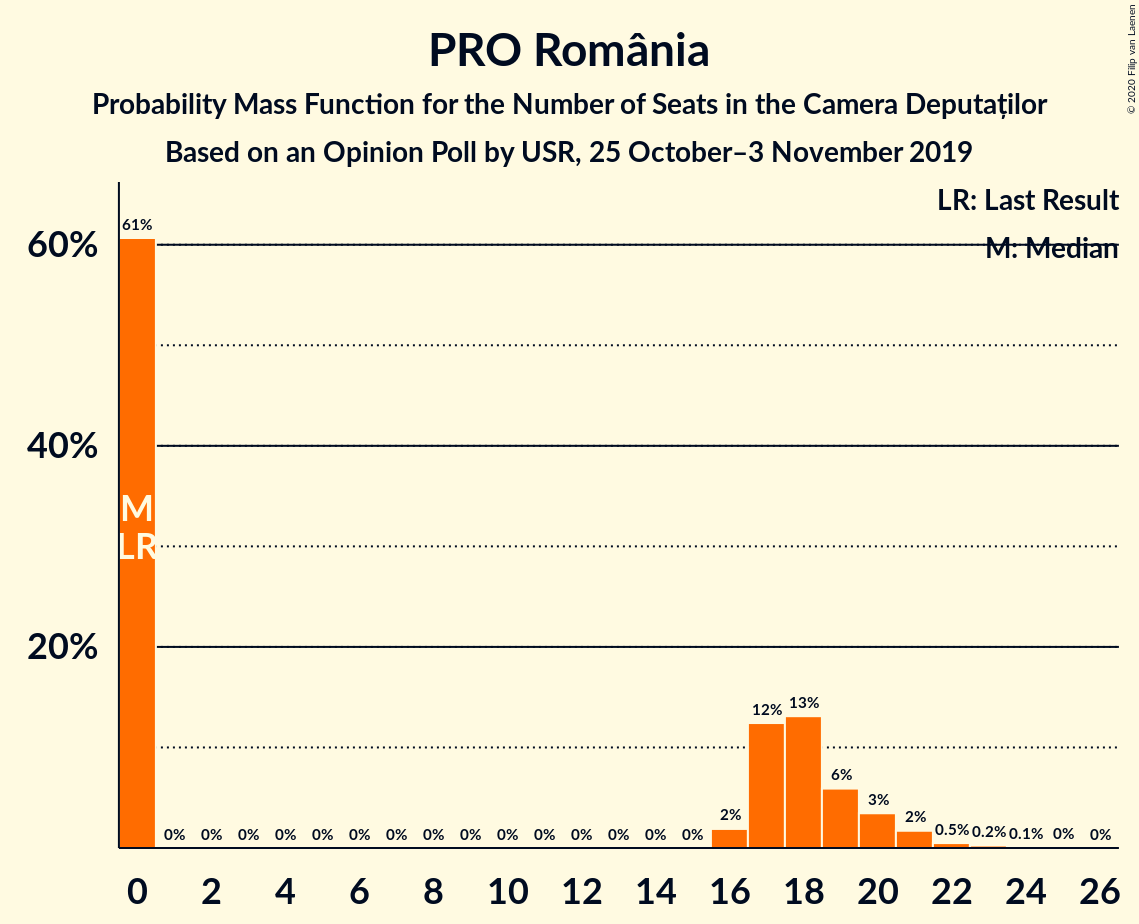 PRO România
Probability Mass Function for the Number of Seats in the Camera Deputaților
Based on an Opinion Poll by USR, 25 October–3 November 2019
© 2020 Filip van Laenen
LR: Last Result
M: Median
60%
40%
20%
61%
M
LR
0% 0% 0% 0% 0% 0% 0% 0% 0% 0% 0% 0% 0% 0% 0% 2% 12% 13% 6% 3% 2% 0.5% 0.2% 0.1% 0% 0%
0 2 4 6 8 10 12 14 16 18 20 22 24 26